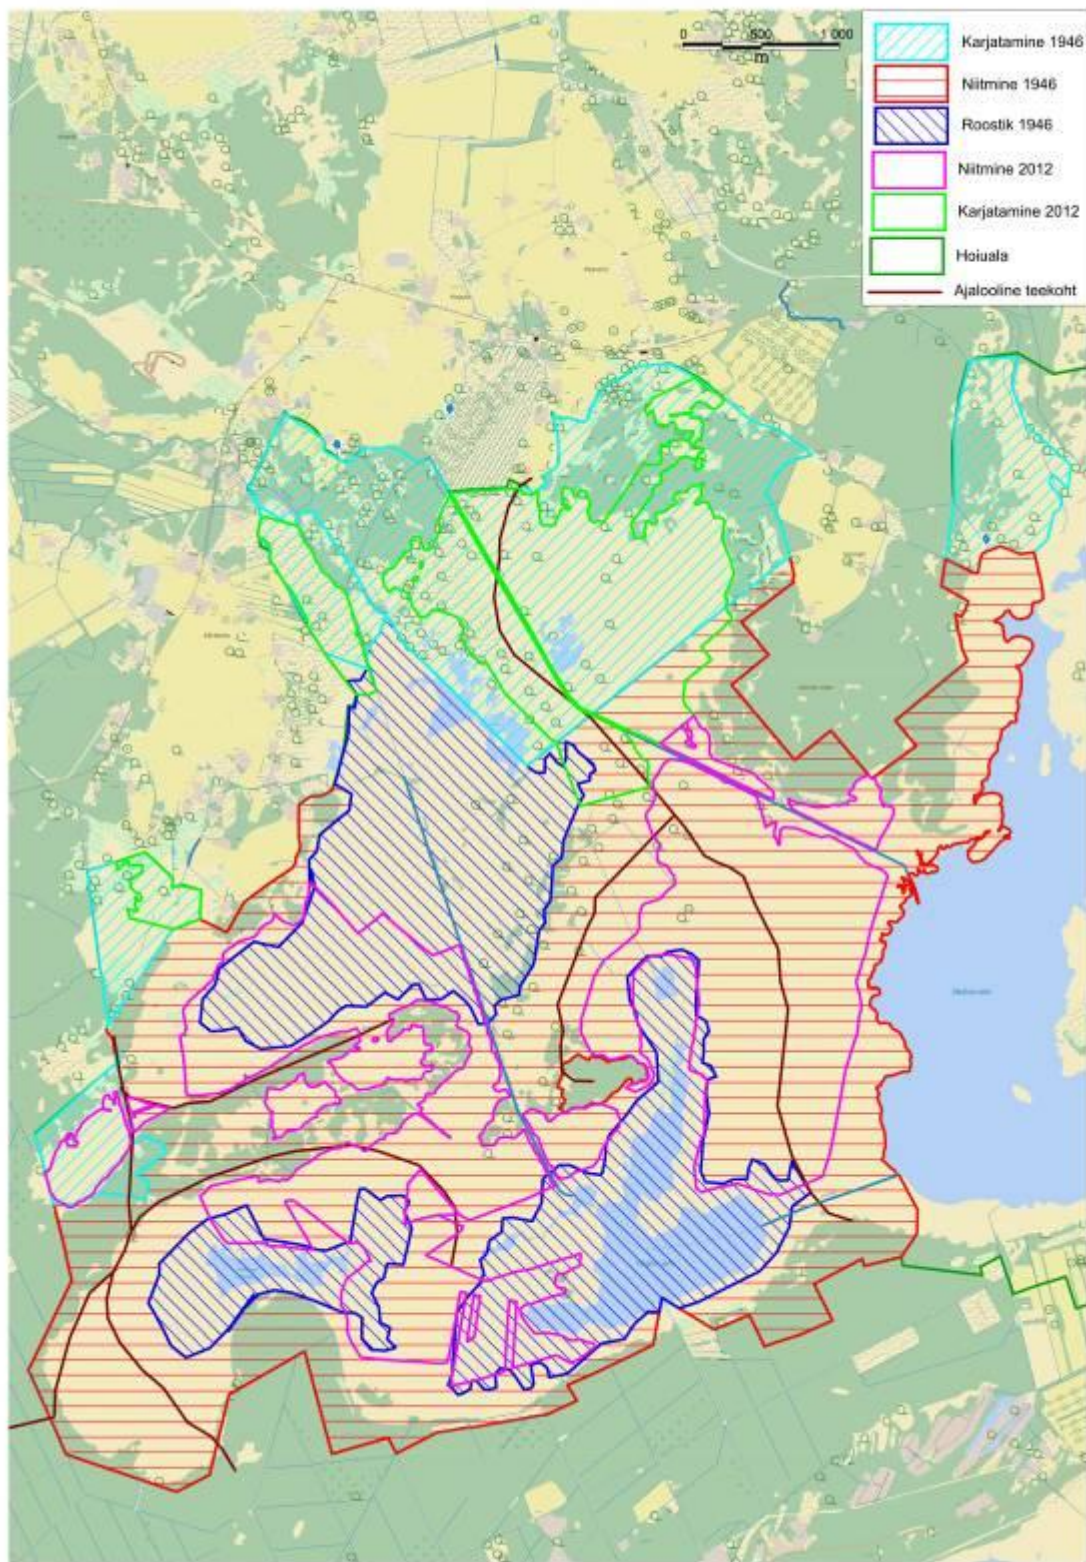 0 500 1 000
m
Karjatamine 1946
Niitmine 1946
Roostik 1946
Niitmine 2012
Karjatamine 2012
Hoiuala
Ajalooline teekoht